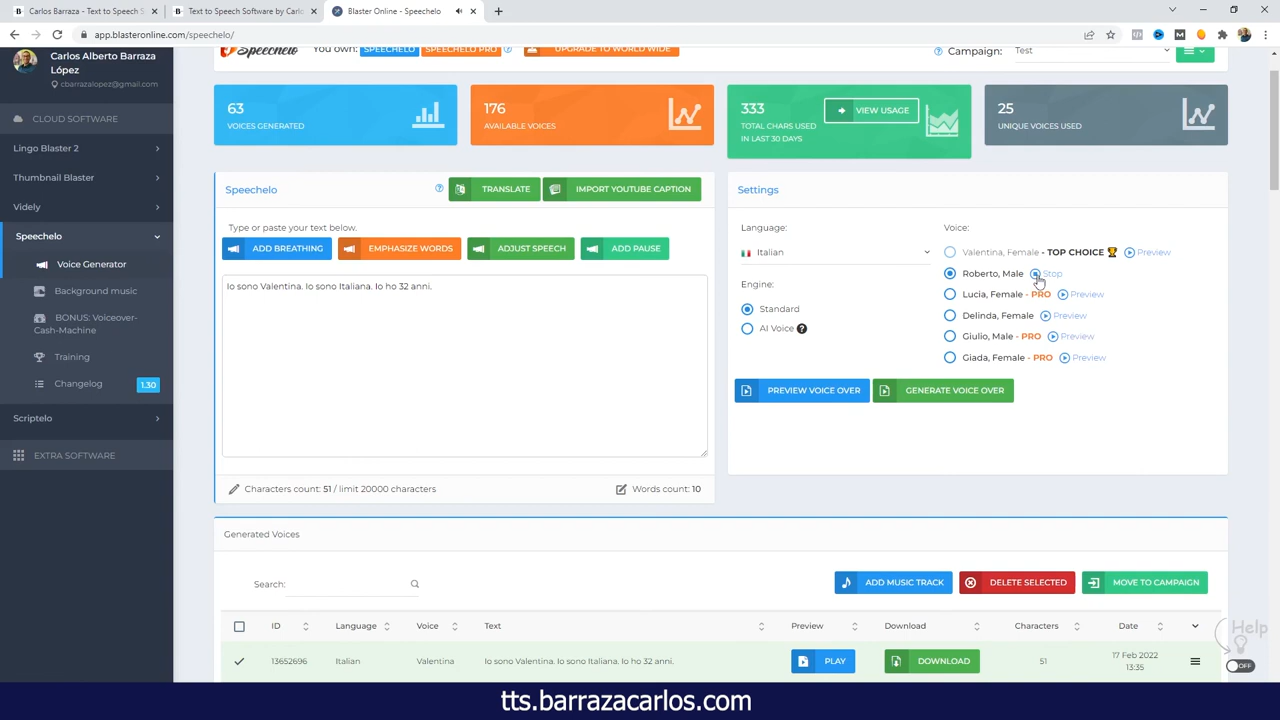 Carlos Barraza - Text to Speech S
Text to Speech Software by Carlo
Blaster Online - Speechelo
app.blasteronline.com/speechelo/
Carlos Alberto Barraza López
cbarrazalopez@gmail.com
CLOUD SOFTWARE
Lingo Blaster 2
Thumbnail Blaster
Videly
Speechelo
Voice Generator
Background music
BONUS: Voiceover-
Cash-Machine
Training
Changelog
1.30
Scriptelo
EXTRA SOFTWARE
Speechelo
You own:
SPEECHELO
SPEECHELO PRO
UPGRADE TO WORLD WIDE
Campaign:
Test
63
VOICES GENERATED
176
AVAILABLE VOICES
333
TOTAL CHARS USED
IN LAST 30 DAYS
VIEW USAGE
25
UNIQUE VOICES USED
Speechelo
TRANSLATE
IMPORT YOUTUBE CAPTION
Type or paste your text below.
ADD BREATHING
EMPHASIZE WORDS
ADJUST SPEECH
ADD PAUSE
Io sono Valentina. Io sono Italiana. Io ho 32 anni.
Characters count: 51 / limit 20000 characters
Words count: 10
Settings
Language:
Italian
Engine:
Standard
AI Voice
Voice:
Valentina, Female - TOP CHOICE Preview
Roberto, Male Stop
Lucia, Female - PRO Preview
Delinda, Female Preview
Giulio, Male - PRO Preview
Giada, Female - PRO Preview
PREVIEW VOICE OVER
GENERATE VOICE OVER
Generated Voices
Search:
ADD MUSIC TRACK
DELETE SELECTED
MOVE TO CAMPAIGN
ID Language Voice Text Preview Download Characters Date
13652696 Italian Valentina Io sono Valentina. Io sono Italiana. Io ho 32 anni. PLAY DOWNLOAD 51 17 Feb 2022
13:35
Help
OFF
tts.barrazacarlos.com